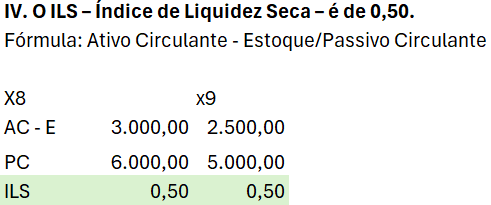 IV. O ILS – Índice de Liquidez Seca – é de 0,50.
Fórmula: Ativo Circulante - Estoque/Passivo Circulante
X8 x9
AC - E 3.000,00 2.500,00
PC 6.000,00 5.000,00
ILS 0,50 0,50